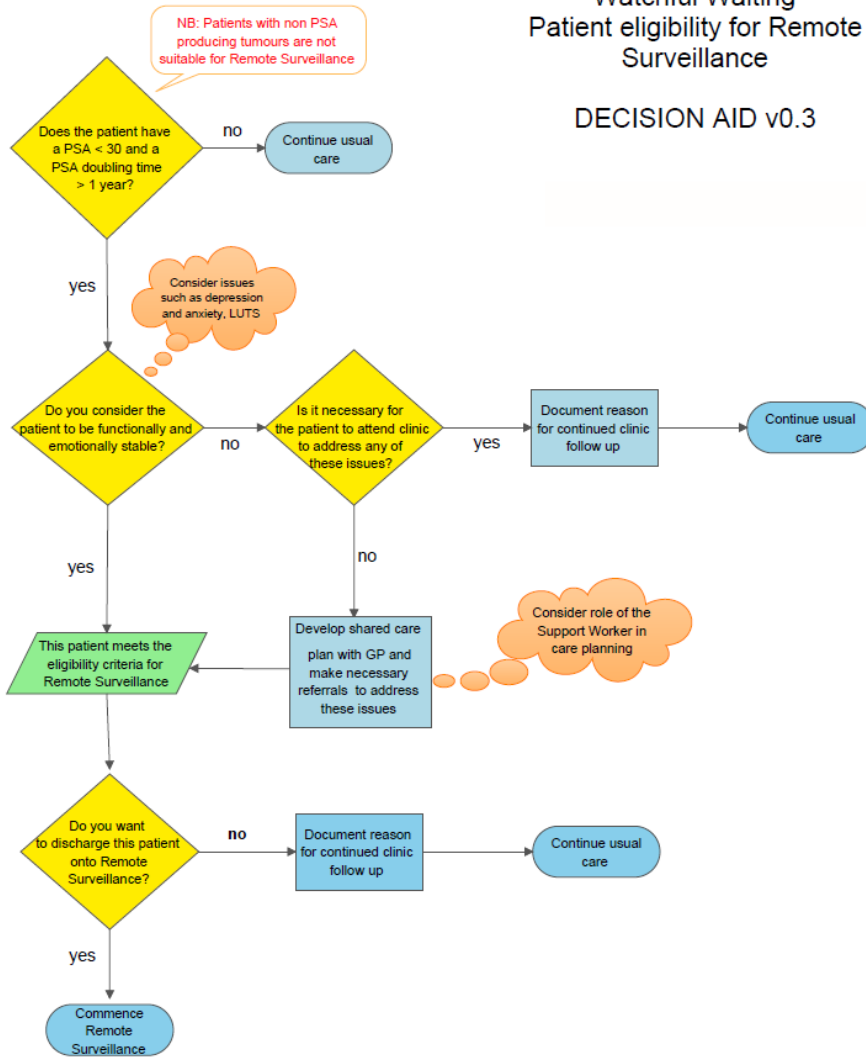 Watchful Waiting
Patient eligibility for Remote
Surveillance
DECISION AID v0.3
NB: Patients with non PSA
producing tumours are not
suitable for Remote Surveillance
Does the patient have
a PSA < 30 and a
PSA doubling time
> 1 year?
no
Continue usual
care
yes
Consider issues
such as depression
and anxiety, LUTS
Do you consider the
patient to be functionally and
emotionally stable?
no
Is it necessary for
the patient to attend clinic
to address any of
these issues?
yes
Document reason
for continued clinic
follow up
Continue usual
care
yes
no
This patient meets the
eligibility criteria for
Remote Surveillance
Develop shared care
plan with GP and
make necessary
referrals to address
these issues
Consider role of the
Support Worker in
care planning
Do you want
to discharge this patient
onto Remote
Surveillance?
no
Document reason
for continued clinic
follow up
Continue usual
care
yes
Commence
Remote
Surveillance